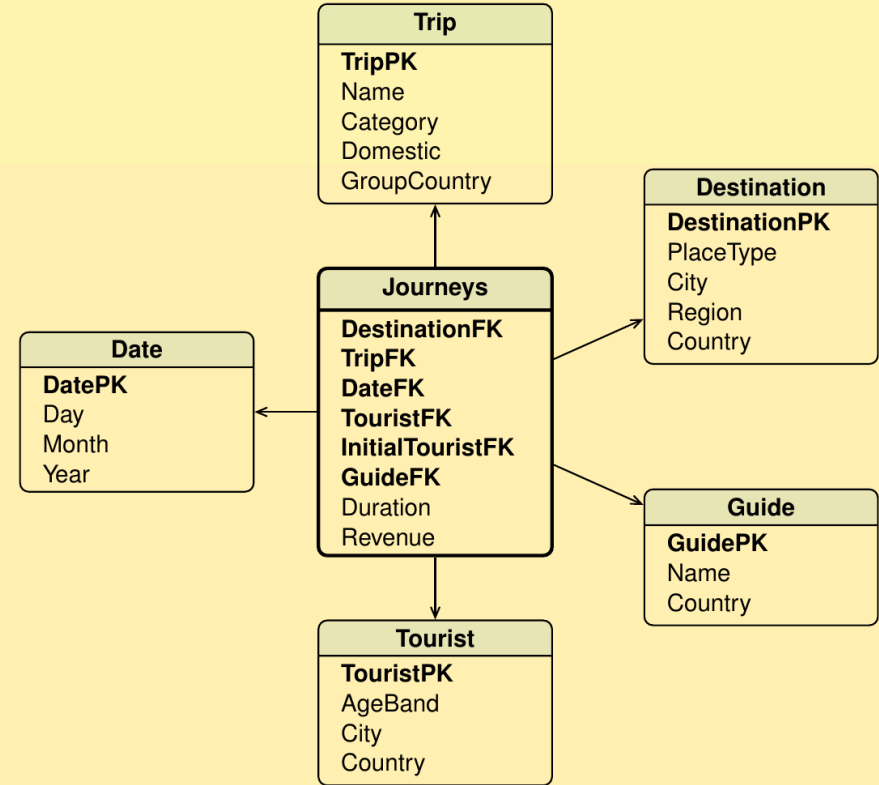 Trip
TripPK
Name
Category
Domestic
GroupCountry
Destination
DestinationPK
PlaceType
City
Region
Country
Journeys
DestinationFK
TripFK
DateFK
TouristFK
InitialTouristFK
GuideFK
Duration
Revenue
Date
DatePK
Day
Month
Year
Guide
GuidePK
Name
Country
Tourist
TouristPK
AgeBand
City
Country